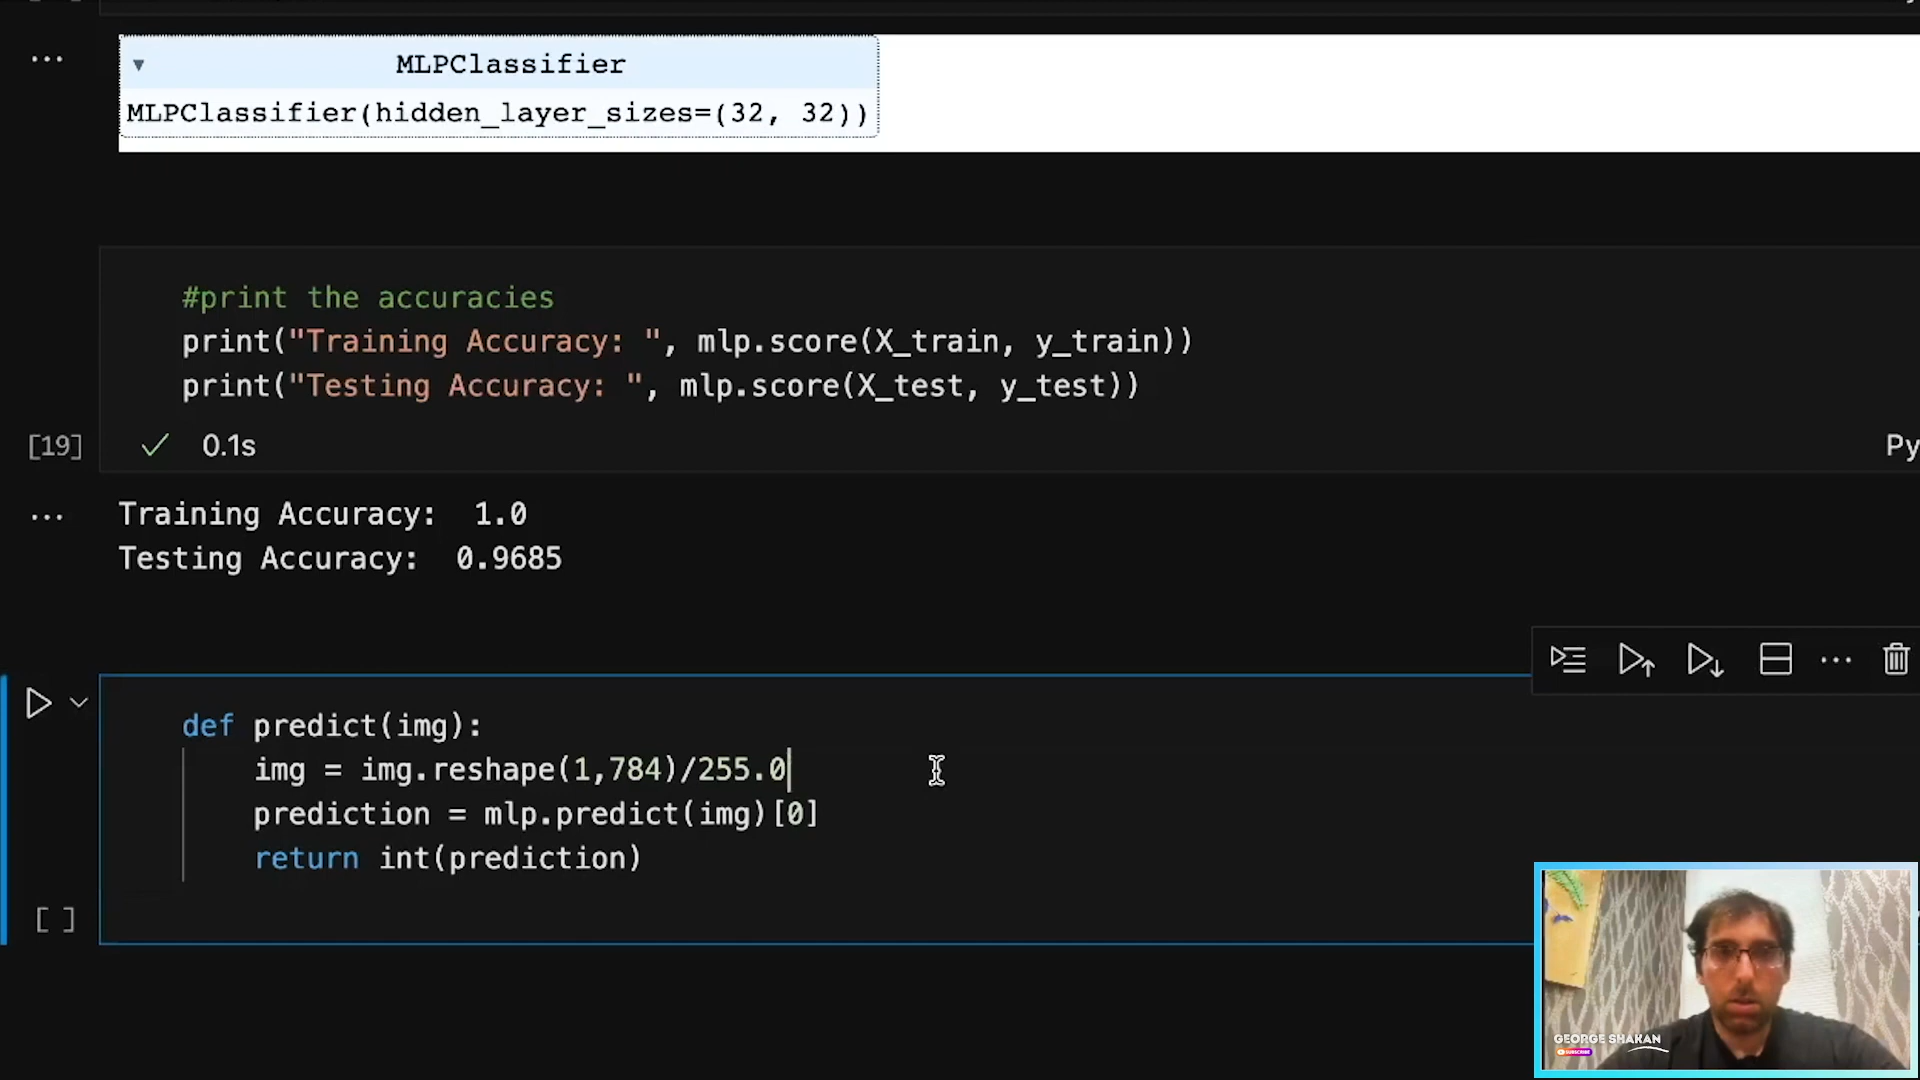 MLPClassifier
MLPClassifier(hidden_layer_sizes=(32, 32))
#print the accuracies
print("Training Accuracy: ", mlp.score(X_train, y_train))
print("Testing Accuracy: ", mlp.score(X_test, y_test))
[19]
0.1s
Py
Training Accuracy:  1.0
Testing Accuracy:  0.9685
def predict(img):
img = img.reshape(1,784)/255.0
prediction = mlp.predict(img)[0]
return int(prediction)
[ ]
GEORGE SHAKAN
SUBSCRIBE